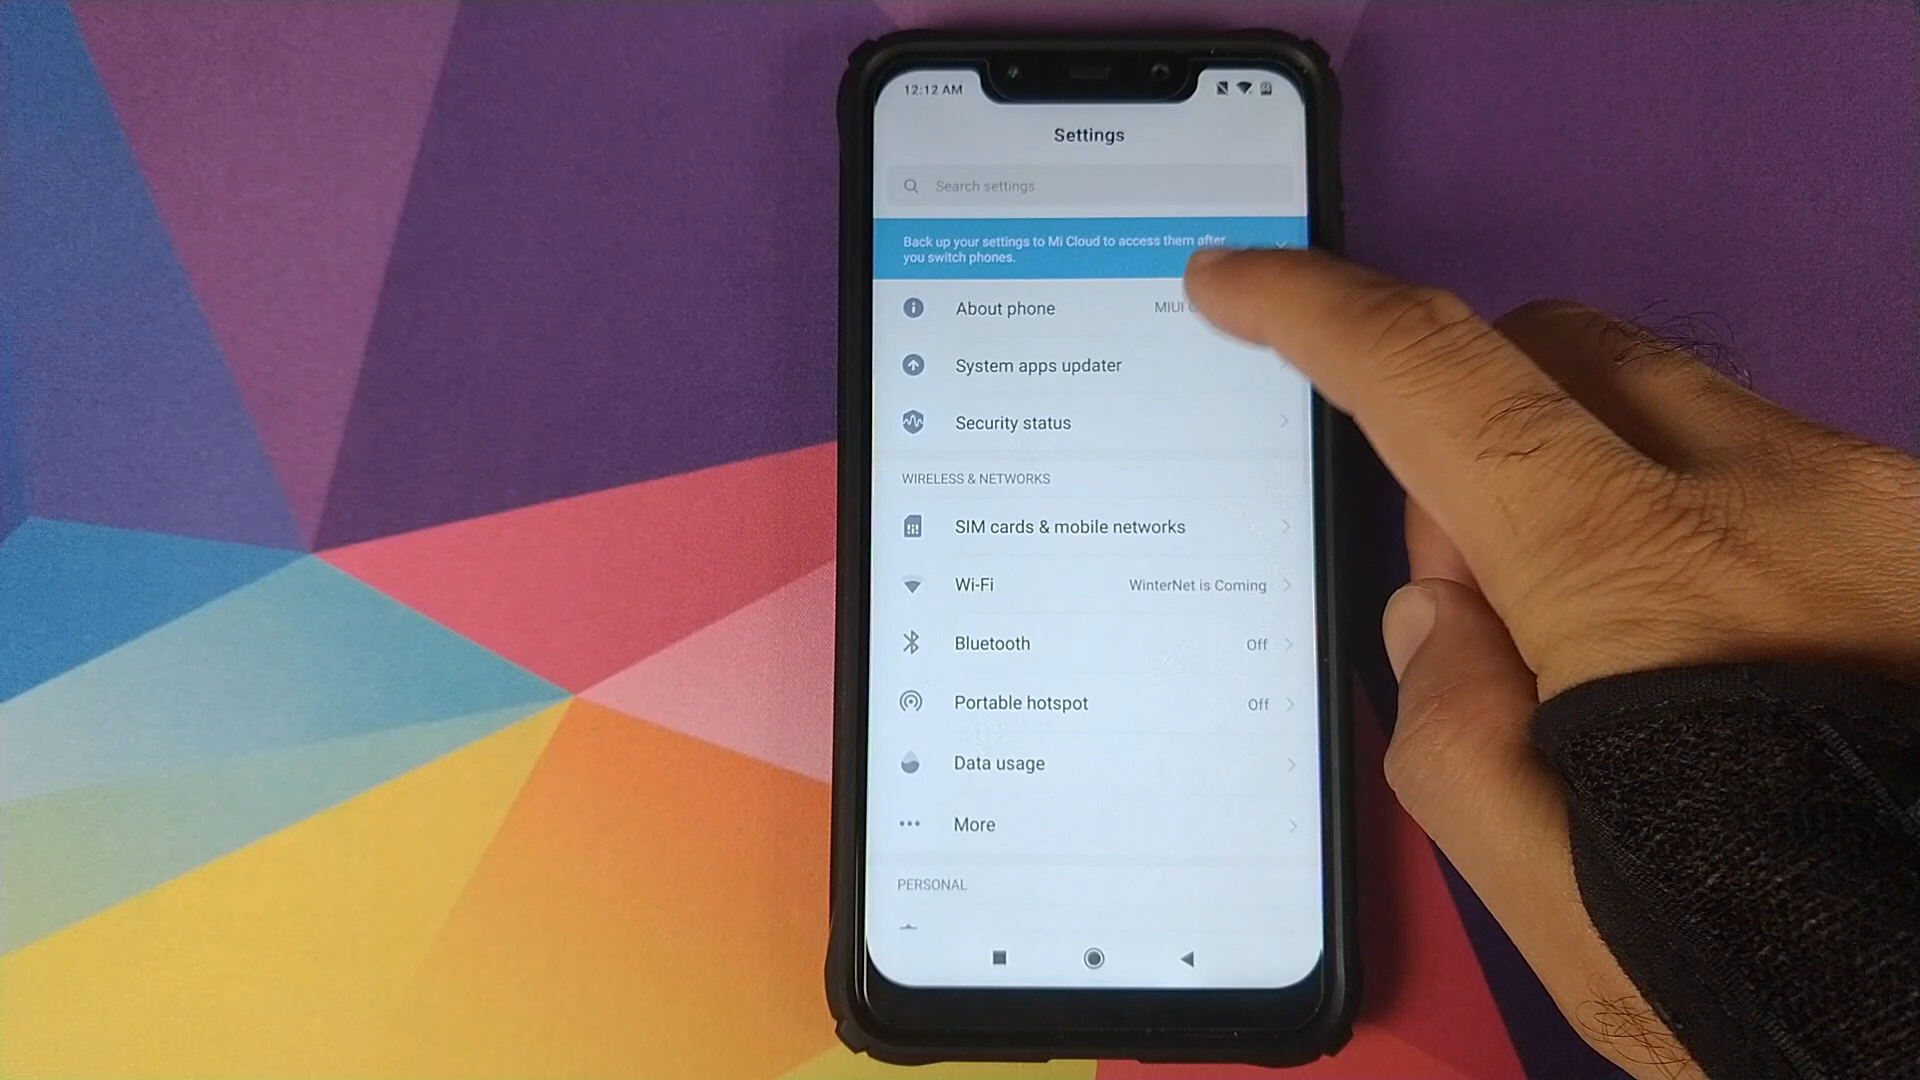 12:12 AM
Settings
Search settings
Back up your settings to Mi Cloud to access them after
you switch phones.
About phone MIUI
System apps updater
Security status
WIRELESS & NETWORKS
SIM cards & mobile networks
Wi-Fi WinterNet is Coming
Bluetooth Off
Portable hotspot Off
Data usage
More
PERSONAL